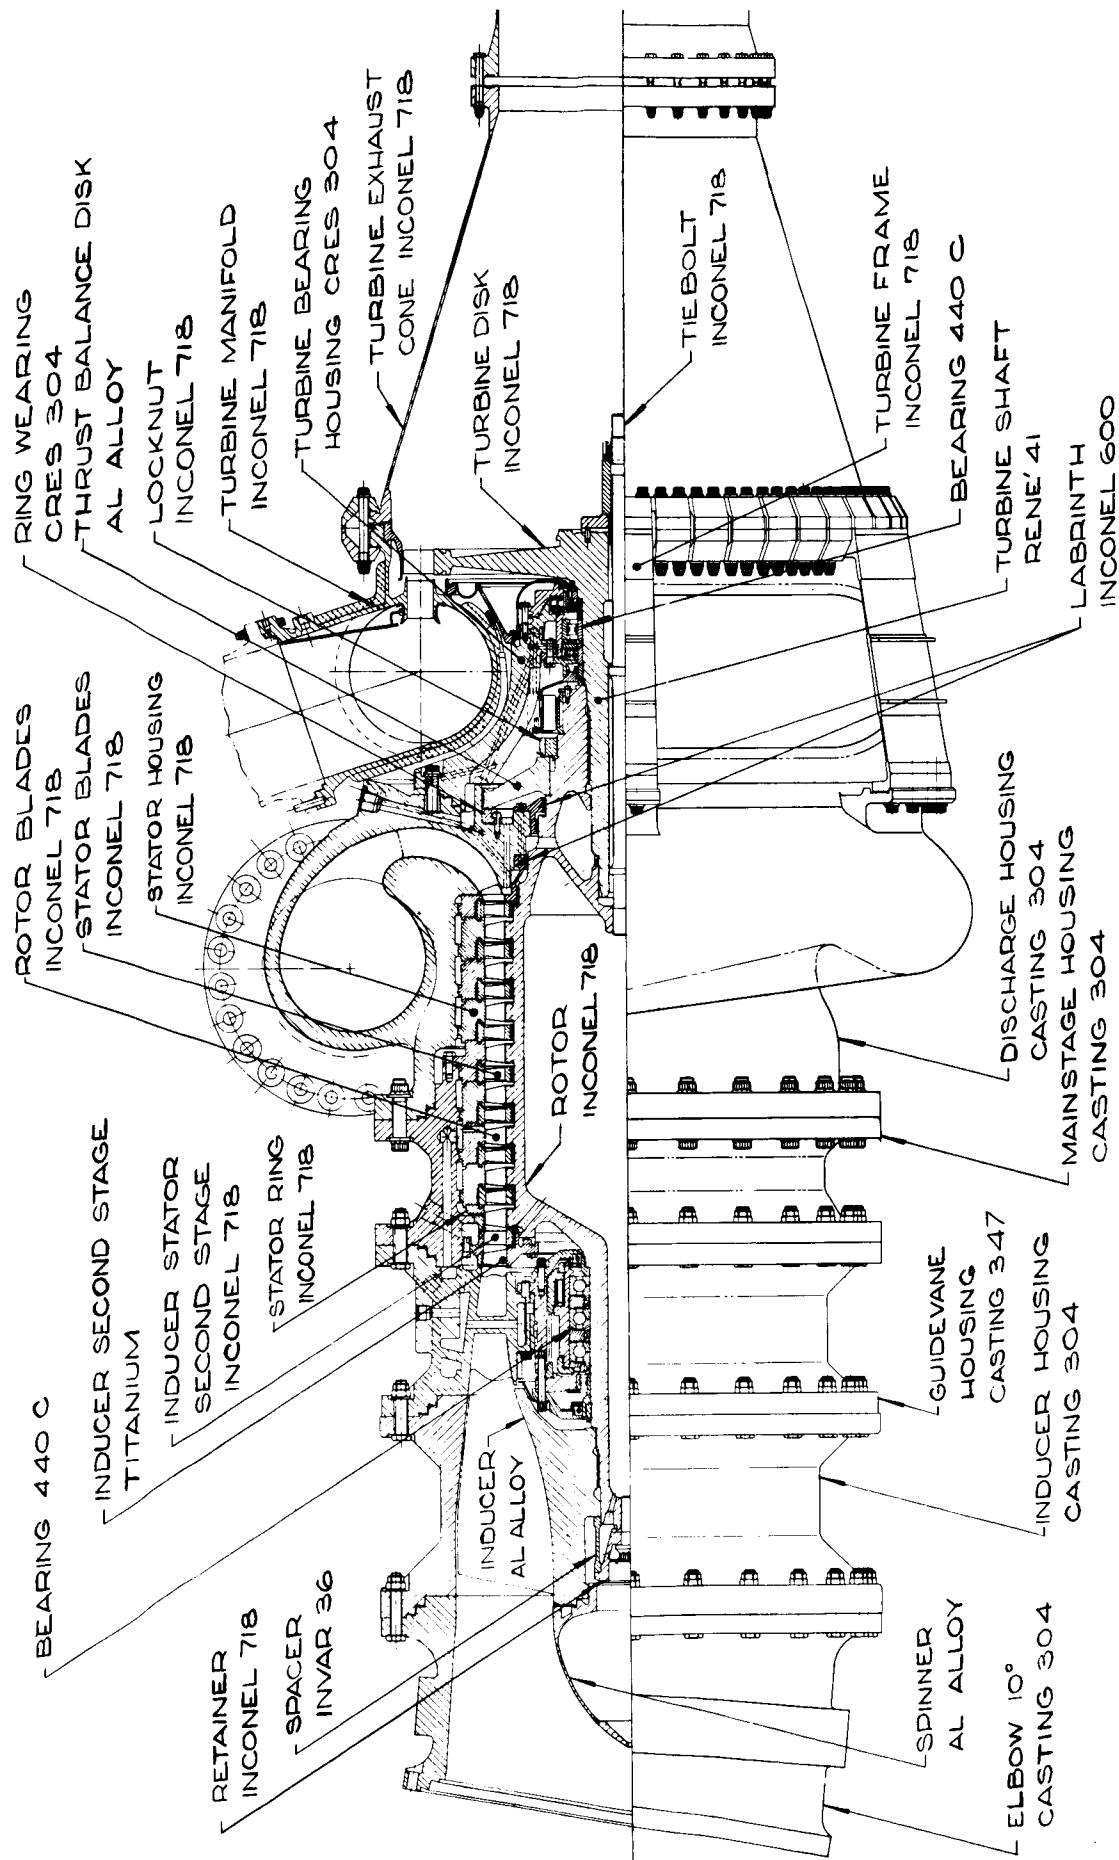 RING WEARING
CRES 304
THRUST BALANCE DISK
AL ALLOY
LOCKNUT
INCONEL 718
TURBINE MANIFOLD
INCONEL 718
TURBINE BEARING
HOUSING CRES 304
TURBINE EXHAUST
CONE INCONEL 718
TURBINE DISK
INCONEL 718
ROTOR BLADES
INCONEL 718
STATOR BLADES
INCONEL 718
STATOR HOUSING
INCONEL 718
BEARING 440 C
INDUCER SECOND STAGE
TITANIUM
INDUCER STATOR
SECOND STAGE
INCONEL 718
STATOR RING
INCONEL 718
RETAINER
INCONEL 718
SPACER
INVAR 36
INDUCER
AL ALLOY
ROTOR
INCONEL 718
TIEBOLT
INCONEL 718
TURBINE FRAME
INCONEL 718
BEARING 440 C
TURBINE SHAFT
RENE' 41
LABRINTH
INCONEL 600
DISCHARGE HOUSING
CASTING 304
MAINSTAGE HOUSING
CASTING 304
GUIDEVANE
HOUSING
CASTING 347
INDUCER HOUSING
CASTING 304
SPINNER
AL ALLOY
ELBOW 10°
CASTING 304